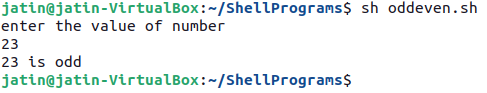 jatin@jatin-VirtualBox:~/ShellPrograms$ sh oddeven.sh
enter the value of number
23
23 is odd
jatin@jatin-VirtualBox:~/ShellPrograms$